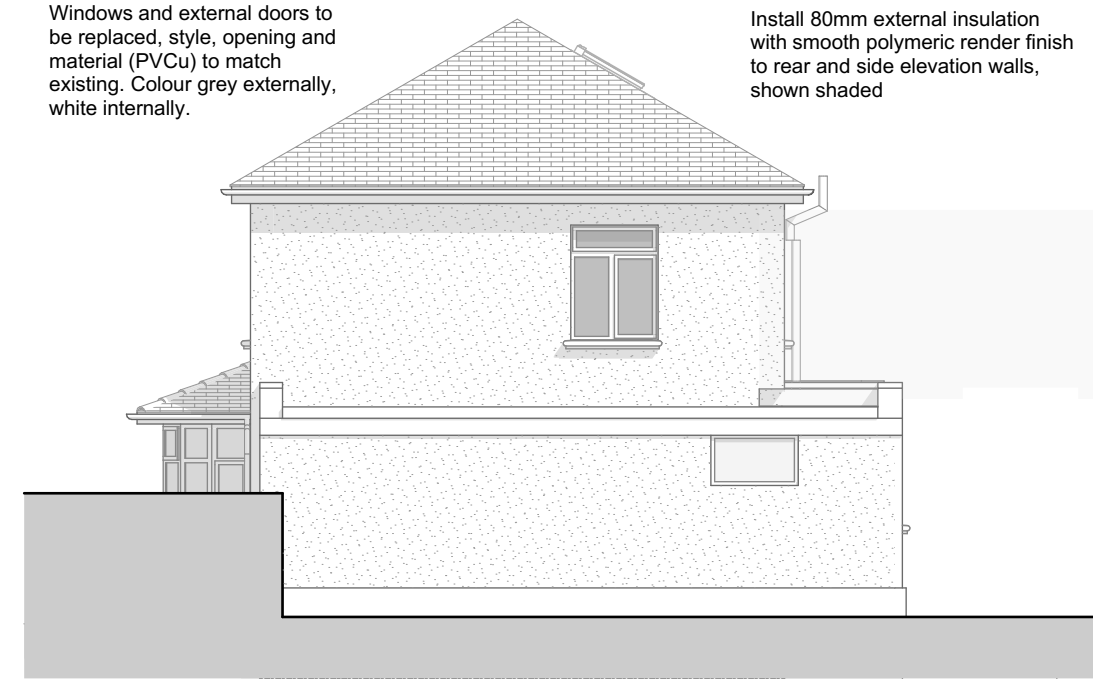 Windows and external doors to
be replaced, style, opening and
material (PVCu) to match
existing. Colour grey externally,
white internally.
Install 80mm external insulation
with smooth polymeric render finish
to rear and side elevation walls,
shown shaded